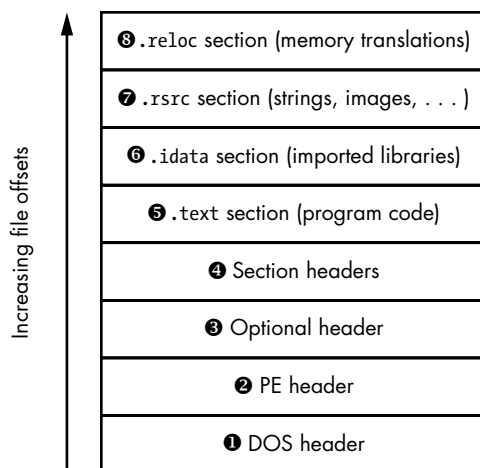 Increasing file offsets
❽ .reloc section (memory translations)
❼ .rsrc section (strings, images, . . . )
❻ .idata section (imported libraries)
❺ .text section (program code)
❹ Section headers
❸ Optional header
❷ PE header
❶ DOS header